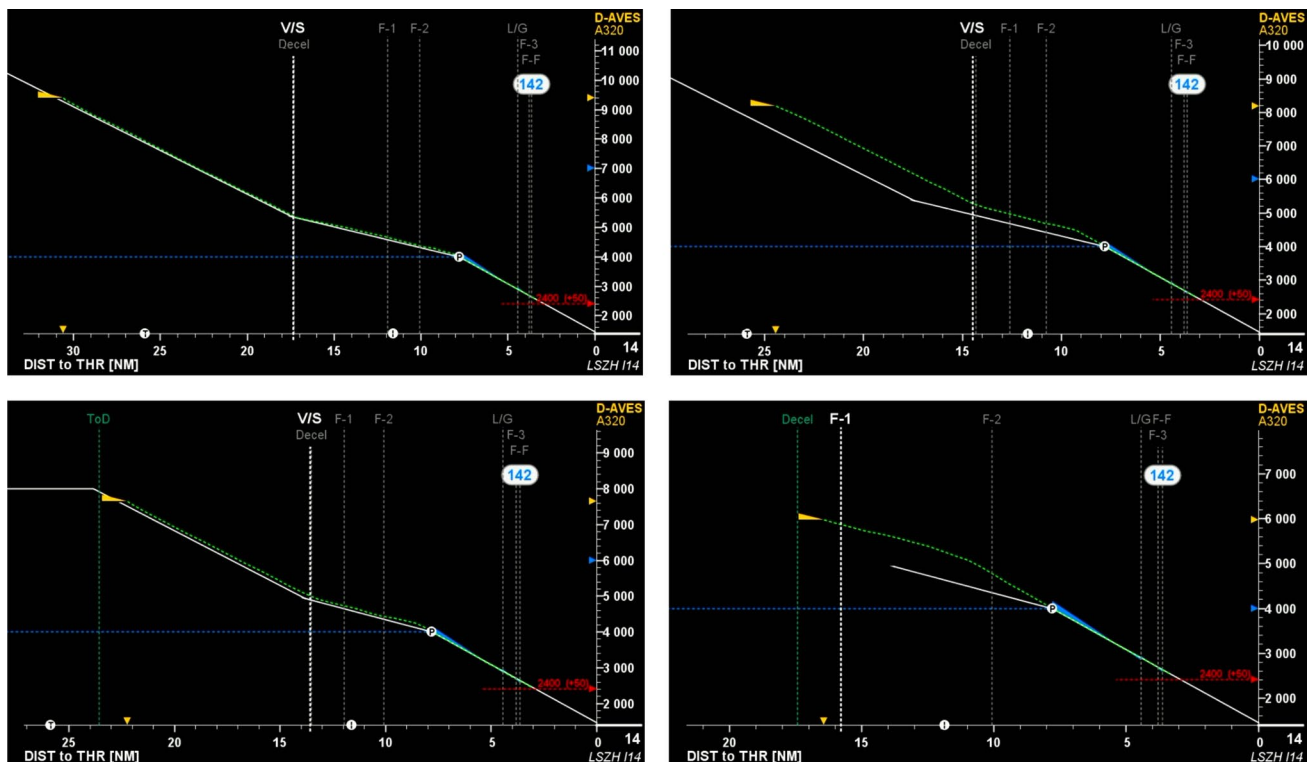 V/S
Decel
F-1
F-2
L/G
F-3
F-F
142
D-AVES
A320
11 000
10 000
9 000
8 000
7 000
6 000
5 000
4 000
3 000
2 000
P
2400 (+50)
T
I
30
25
20
15
10
5
0
14
DIST to THR [NM]
LSZH I14
V/S
Decel
F-1
F-2
L/G
F-3
F-F
142
D-AVES
A320
10 000
9 000
8 000
7 000
6 000
5 000
4 000
3 000
2 000
P
2400 (+50)
T
I
25
20
15
10
5
0
14
DIST to THR [NM]
LSZH I14
ToD
V/S
Decel
F-1
F-2
L/G
F-3
F-F
142
D-AVES
A320
9 000
8 000
7 000
6 000
5 000
4 000
3 000
2 000
P
2400 (+50)
T
I
25
20
15
10
5
0
14
DIST to THR [NM]
LSZH I14
Decel
F-1
F-2
L/G F-F
F-3
142
D-AVES
A320
7 000
6 000
5 000
4 000
3 000
2 000
P
2400 (+50)
I
20
15
10
5
0
14
DIST to THR [NM]
LSZH I14